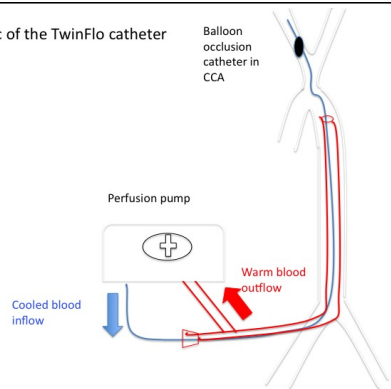 of the TwinFlo catheter
Balloon
occlusion
catheter in
CCA
Perfusion pump
Warm blood
outflow
Cooled blood
inflow